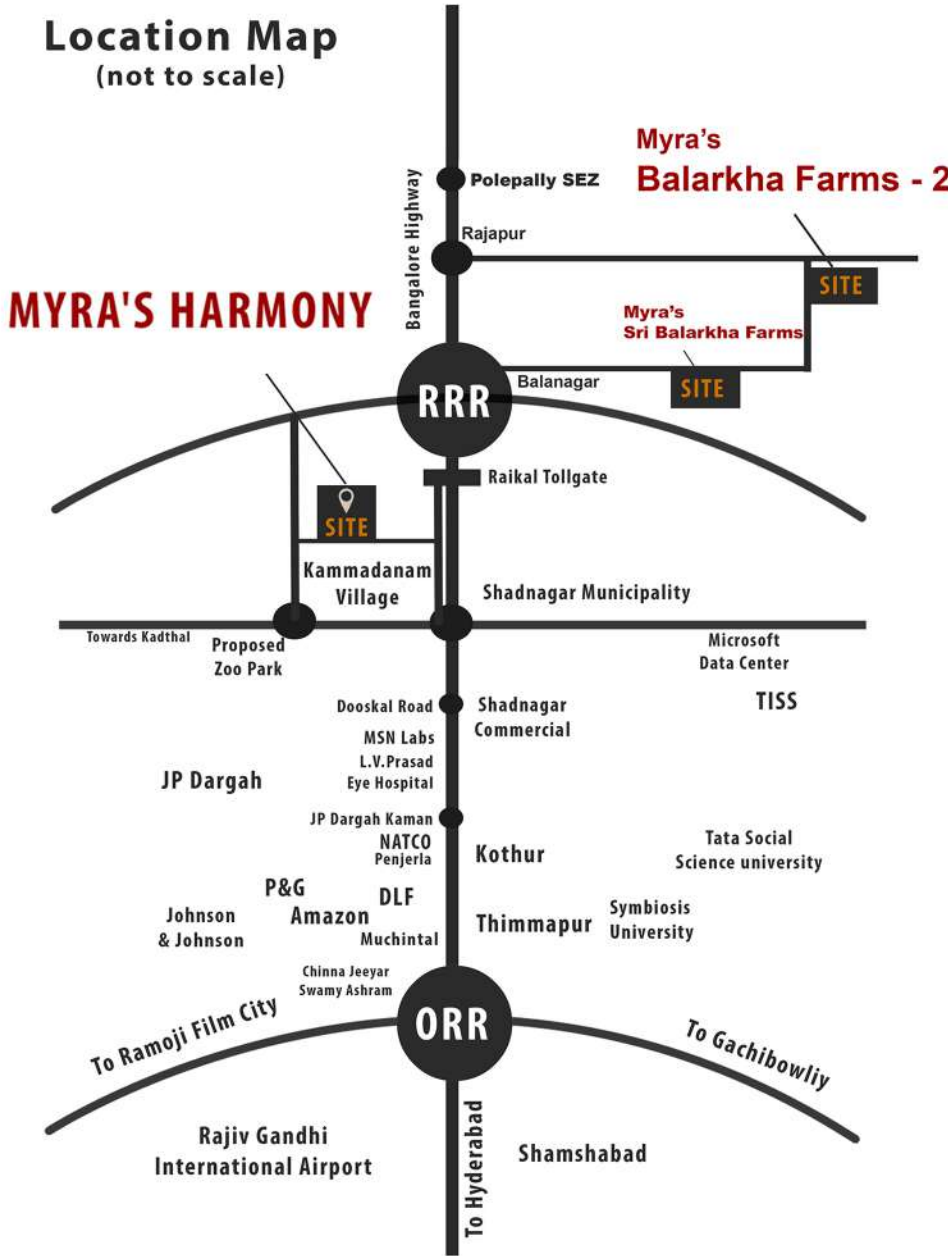 Location Map
(not to scale)
Myra's
Balarkha Farms - 2
Polepally SEZ
Bangalore Highway
Rajapur
SITE
MYRA'S HARMONY
Myra's
Sri Balarkha Farms
SITE
Balanagar
RRR
Raikal Tollgate
SITE
Kammadanam
Village
Shadnagar Municipality
Towards Kadthal
Proposed
Zoo Park
Microsoft
Data Center
TISS
Dooskal Road
Shadnagar
Commercial
MSN Labs
L.V.Prasad
Eye Hospital
JP Dargah
JP Dargah Kaman
NATCO
Penjerla
Kothur
Tata Social
Science university
P&G
DLF
Amazon
Johnson
& Johnson
Thimmapur
Symbiosis
University
Muchintal
Chinna Jeeyar
Swamy Ashram
To Ramoji Film City
ORR
To Gachibowliy
Rajiv Gandhi
International Airport
To Hyderabad
Shamshabad